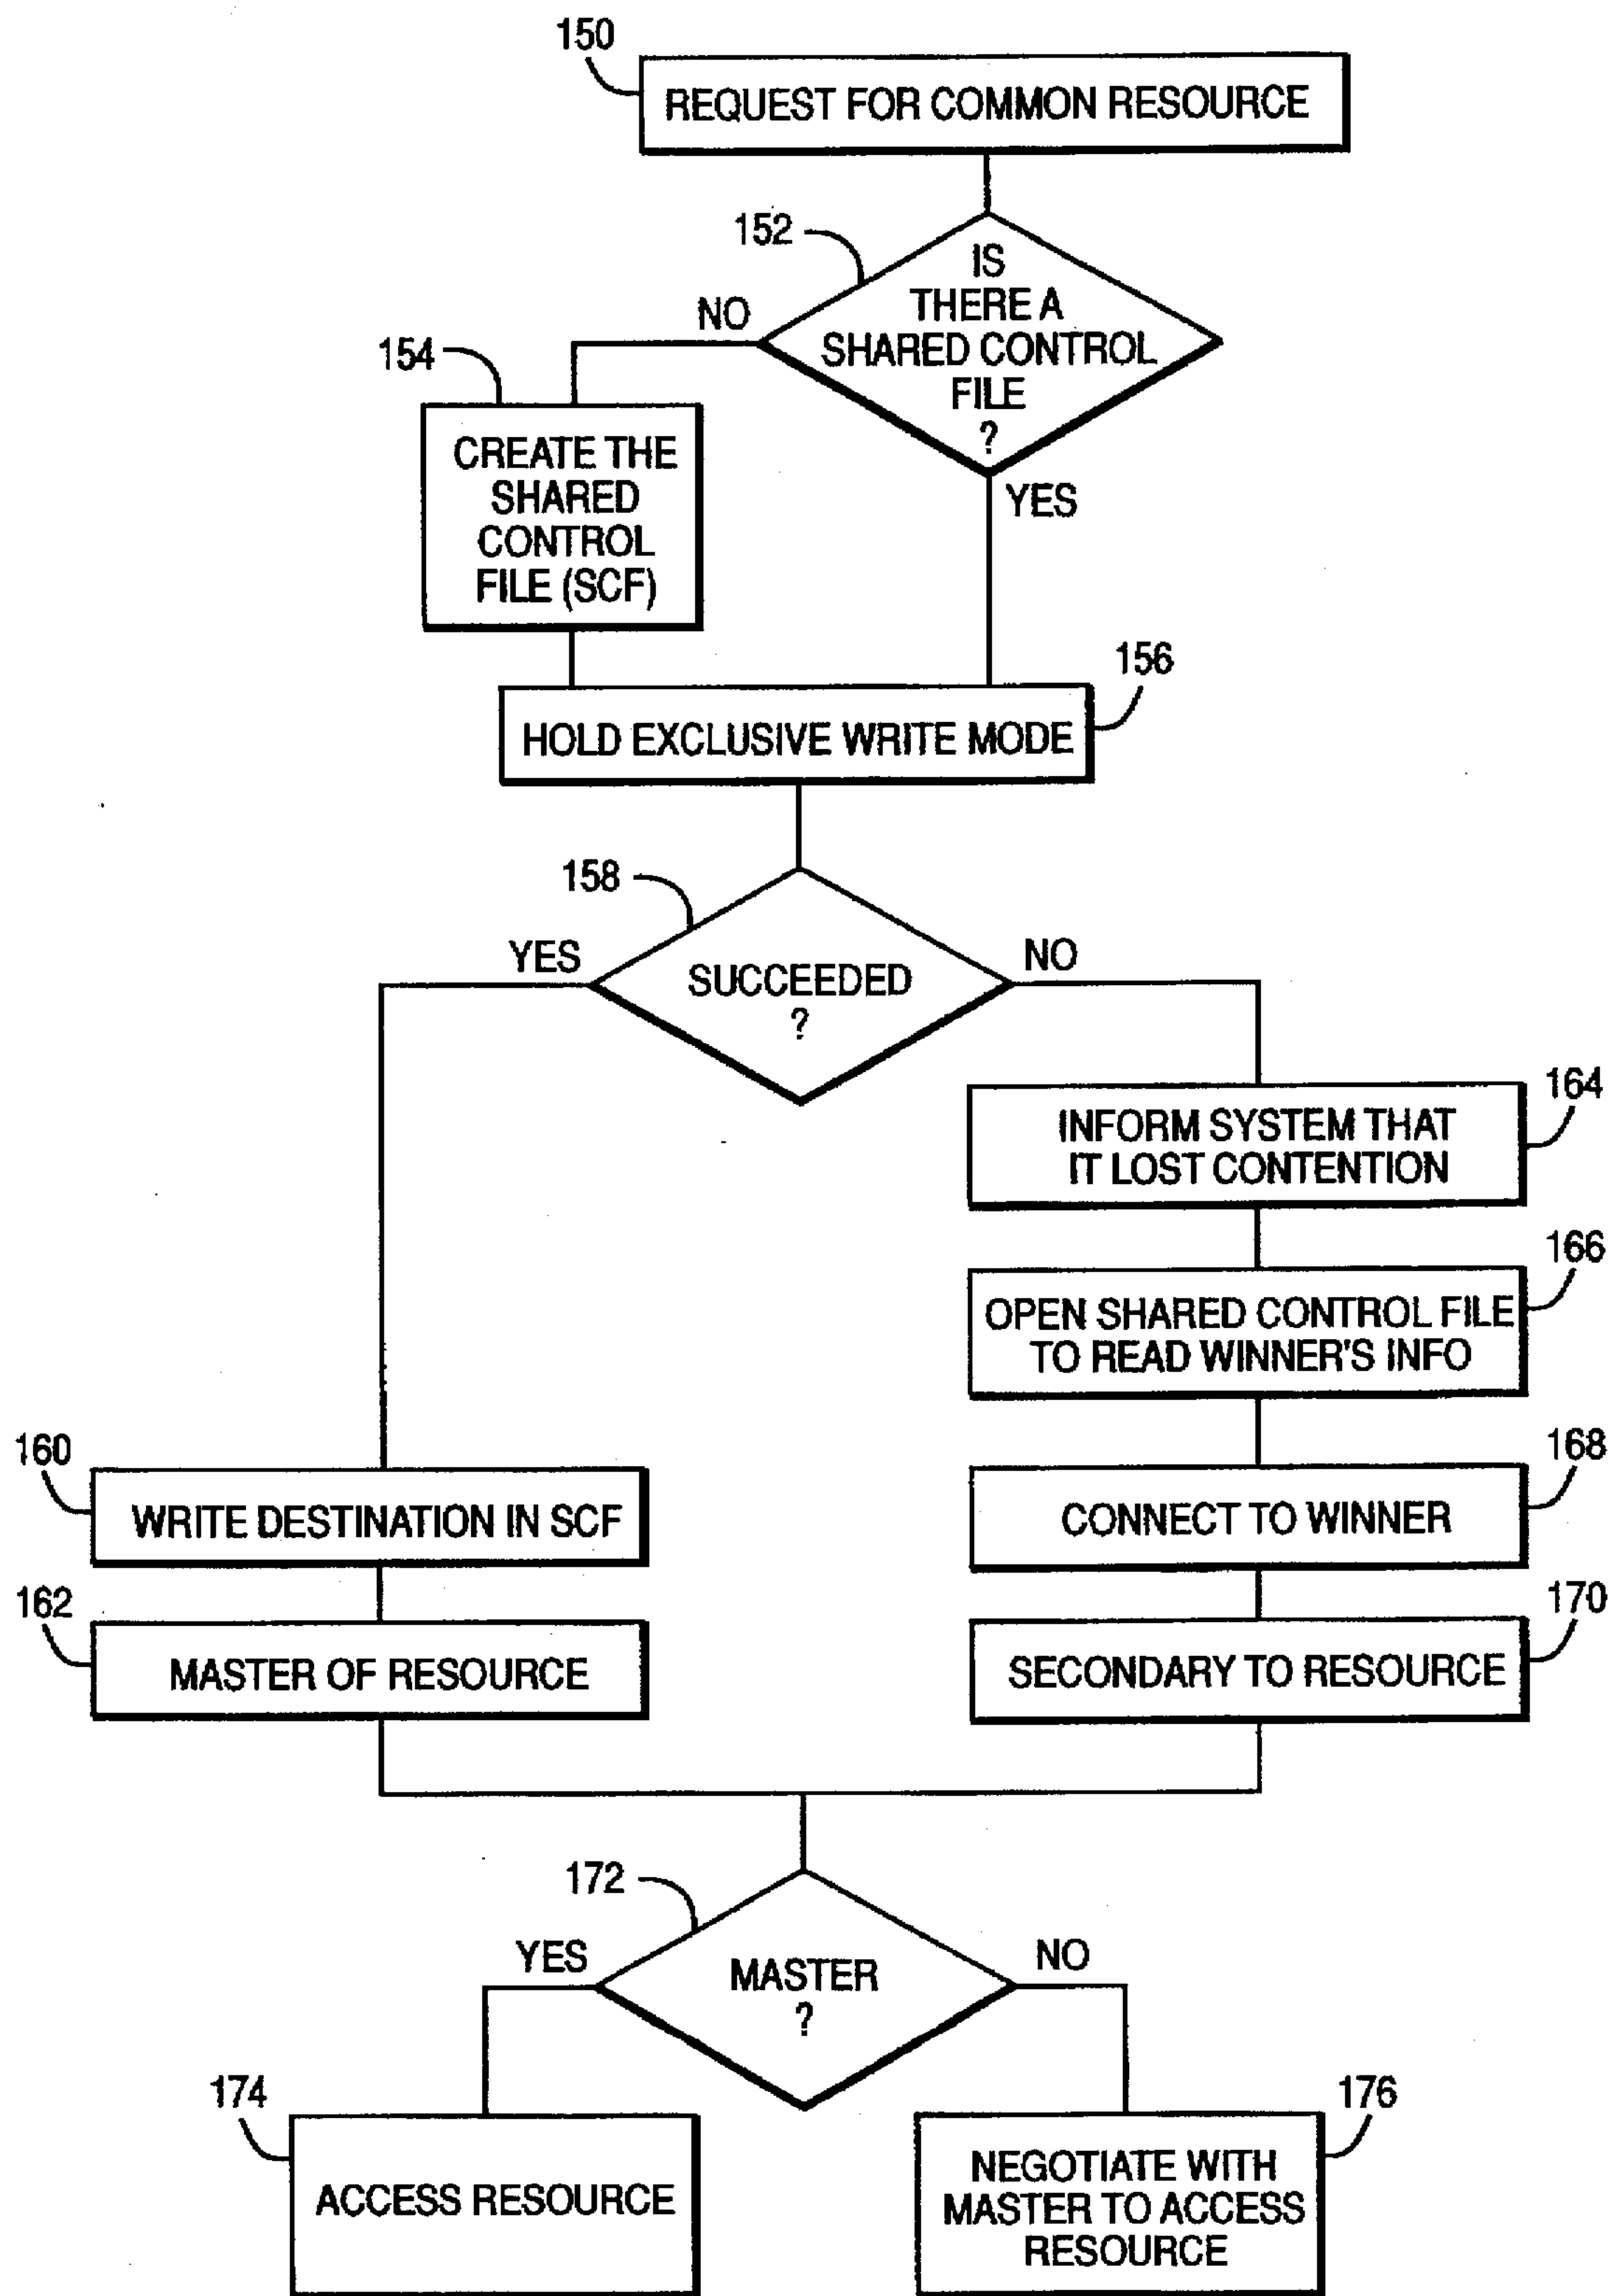 150
REQUEST FOR COMMON RESOURCE
152
IS
THERE A
SHARED CONTROL
FILE
?
NO
YES
154
CREATE THE
SHARED
CONTROL
FILE (SCF)
156
HOLD EXCLUSIVE WRITE MODE
158
SUCCEEDED
?
YES
NO
164
INFORM SYSTEM THAT
IT LOST CONTENTION
166
OPEN SHARED CONTROL FILE
TO READ WINNER'S INFO
160
WRITE DESTINATION IN SCF
168
CONNECT TO WINNER
162
MASTER OF RESOURCE
170
SECONDARY TO RESOURCE
172
MASTER
?
YES
NO
174
ACCESS RESOURCE
176
NEGOTIATE WITH
MASTER TO ACCESS
RESOURCE